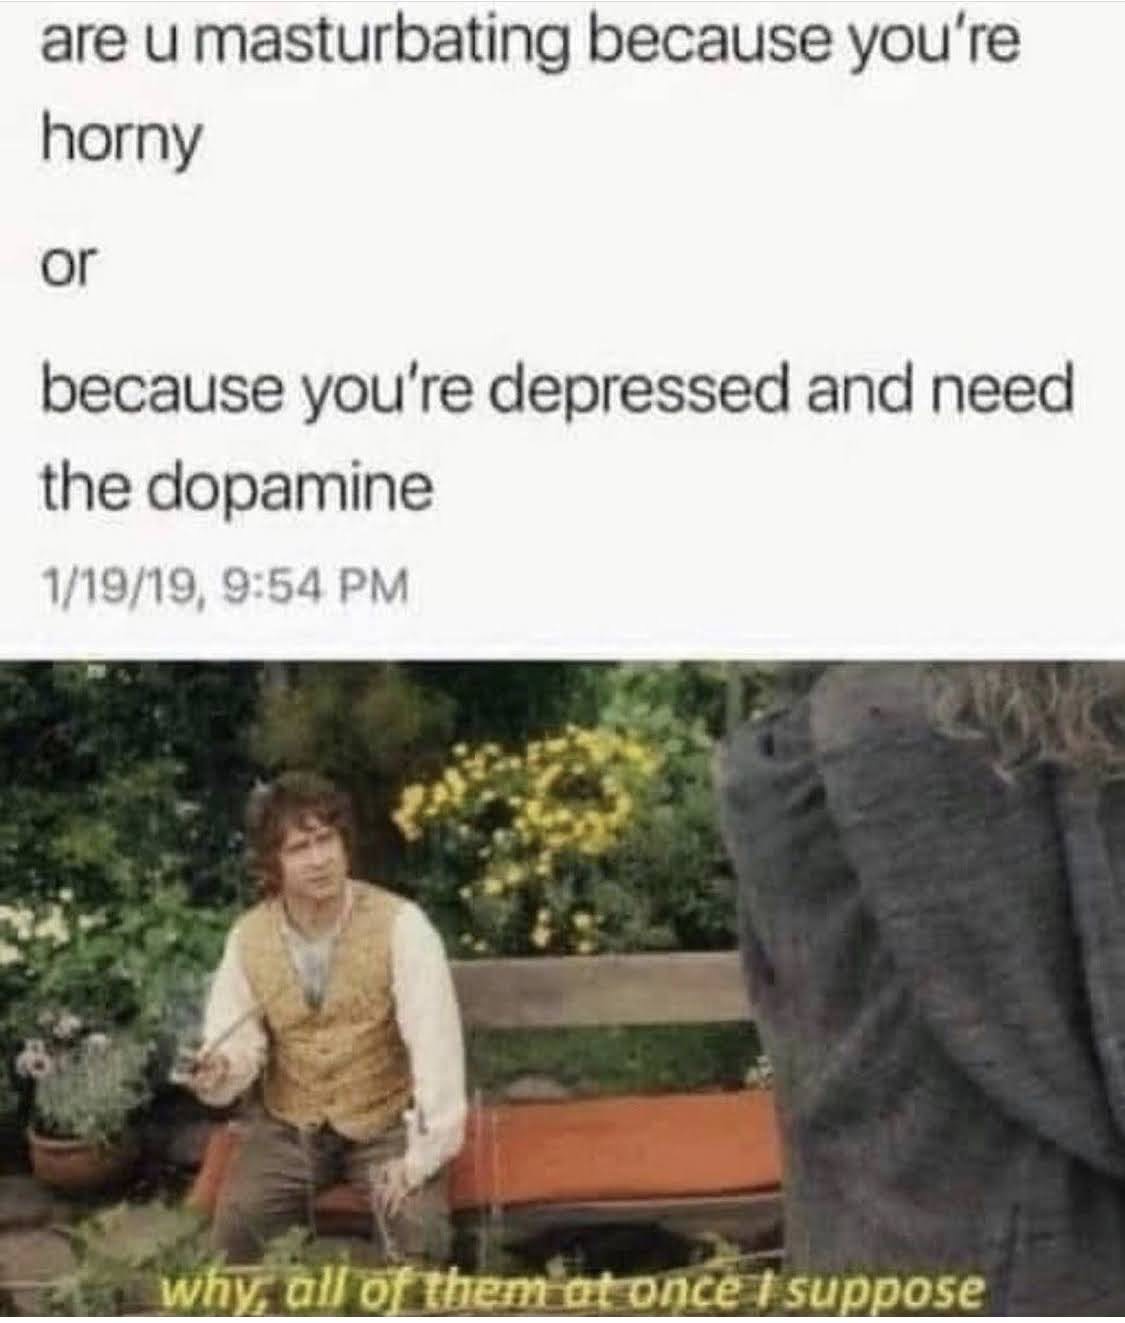 are u masturbating because you're
horny
or
because you're depressed and need
the dopamine
1/19/19, 9:54 PM
why, all of them at once I suppose